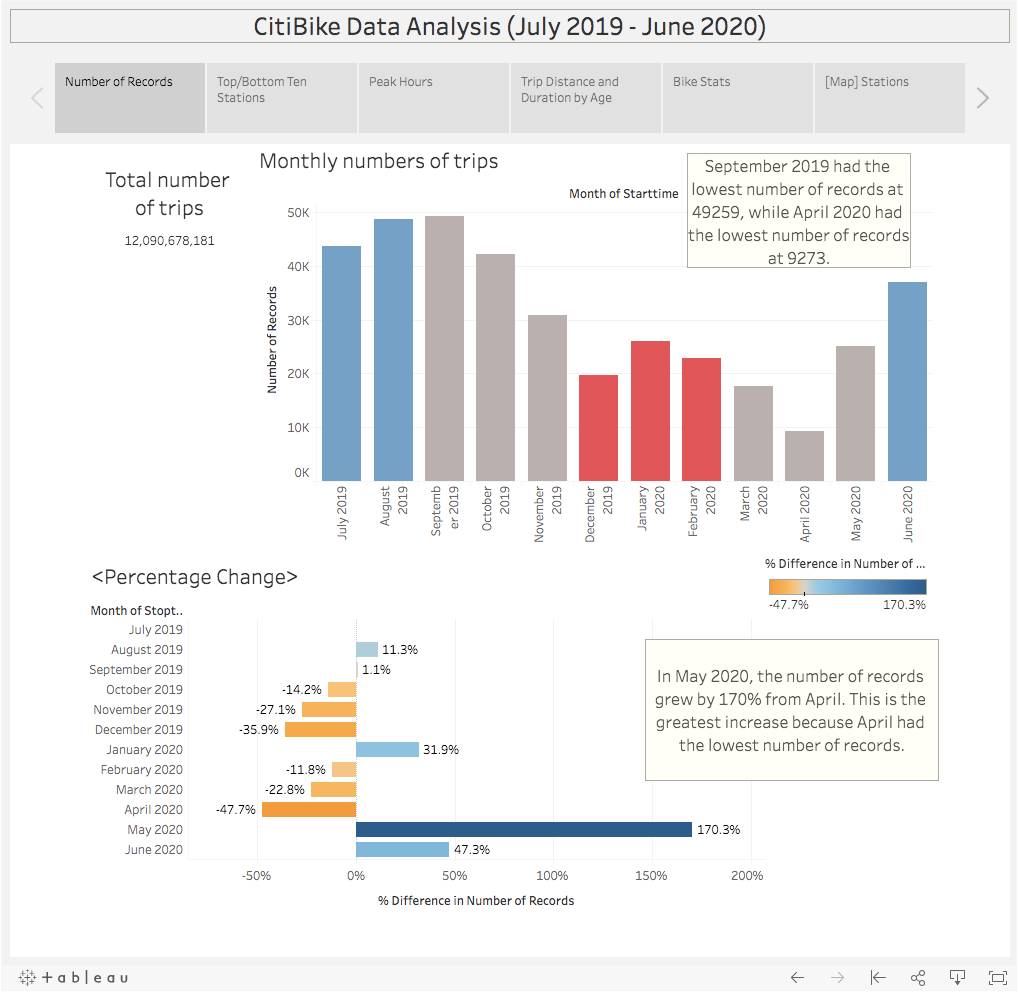 CitiBike Data Analysis (July 2019 - June 2020)
Number of Records
Top/Bottom Ten
Stations
Peak Hours
Trip Distance and
Duration by Age
Bike Stats
[Map] Stations
Total number
of trips
12,090,678,181
Monthly numbers of trips
Month of Starttime
September 2019 had the
lowest number of records at
49259, while April 2020 had
the lowest number of records
at 9273.
Number of Records
50K
40K
30K
20K
10K
0K
July 2019
August
2019
Septemb
er 2019
October
2019
November
2019
December
2019
January
2020
February
2020
March
2020
April 2020
May 2020
June 2020
% Difference in Number of ...
-47.7%
170.3%
<Percentage Change>
Month of Stopt..
July 2019
August 2019
11.3%
September 2019
1.1%
October 2019
-14.2%
November 2019
-27.1%
December 2019
-35.9%
January 2020
31.9%
February 2020
-11.8%
March 2020
-22.8%
April 2020
-47.7%
May 2020
170.3%
June 2020
47.3%
-50%
0%
50%
100%
150%
200%
% Difference in Number of Records
In May 2020, the number of records
grew by 170% from April. This is the
greatest increase because April had
the lowest number of records.
+ableau